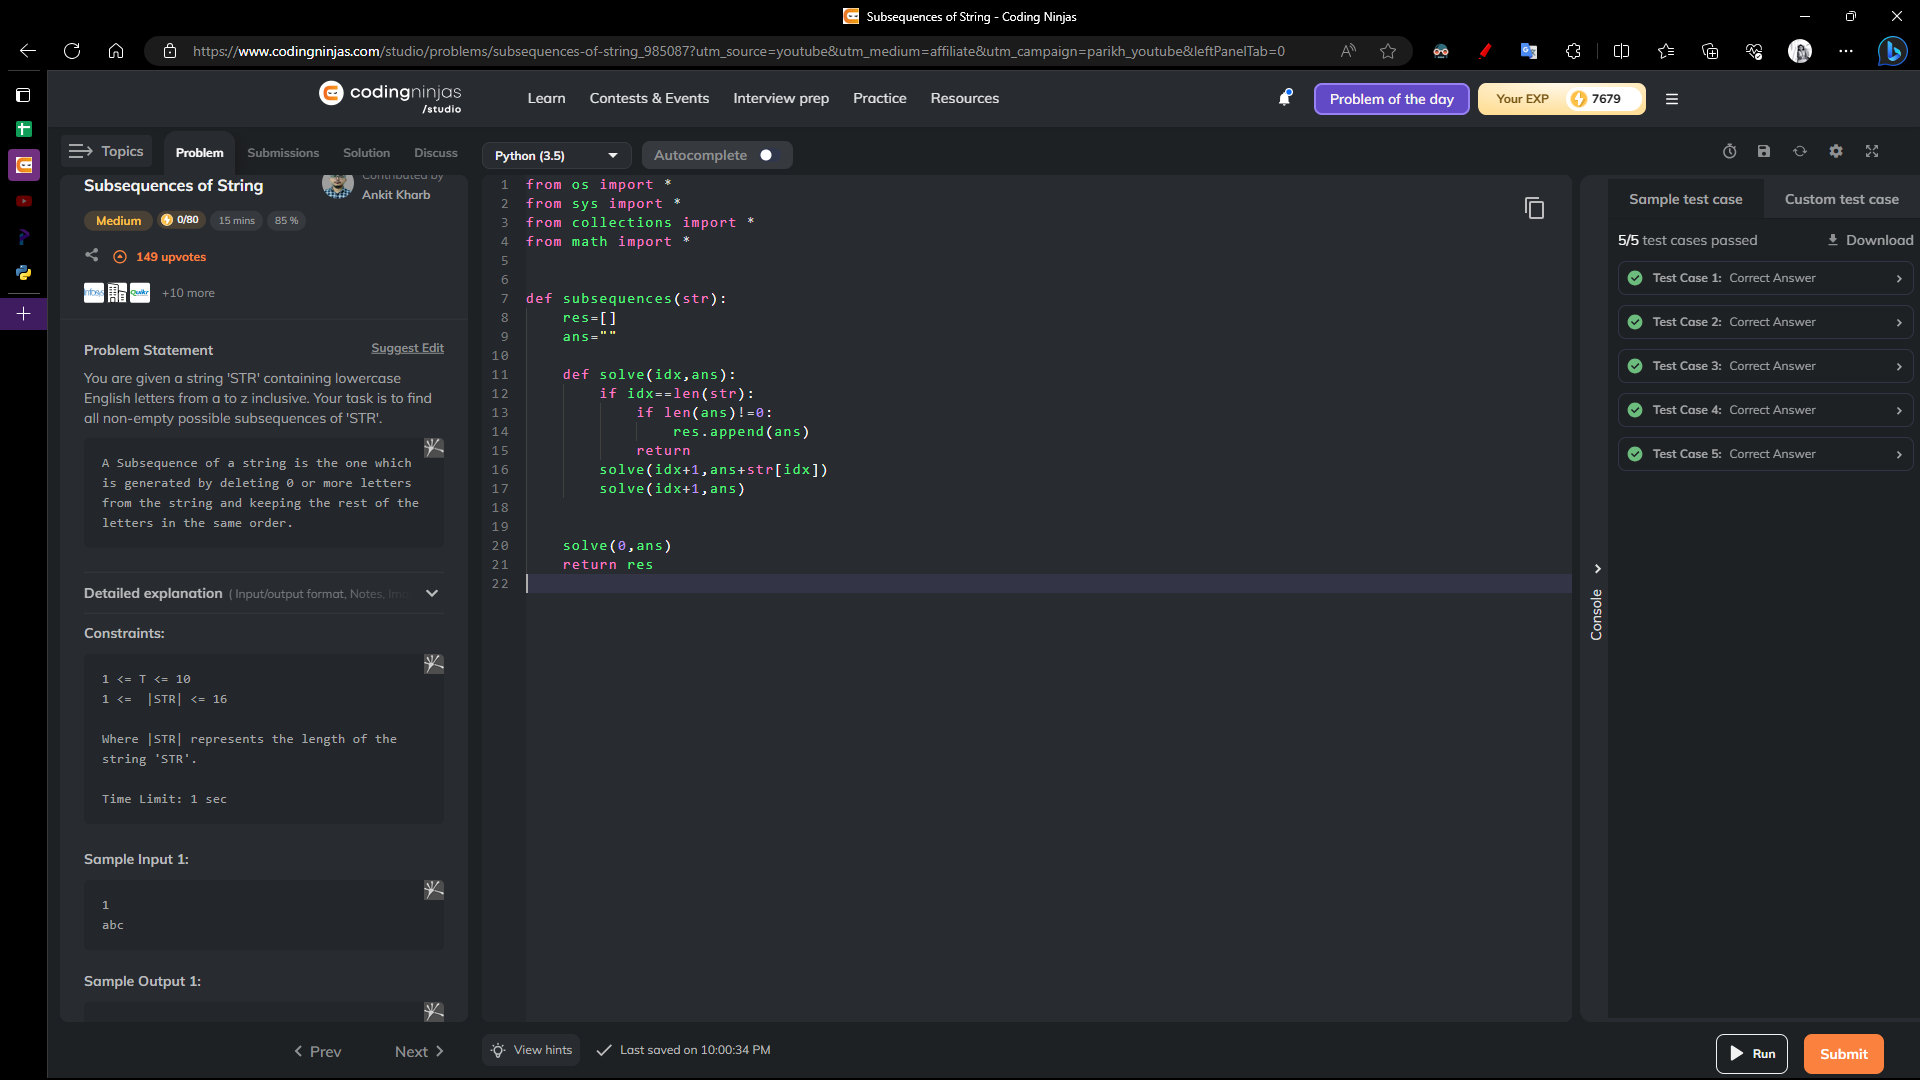 Subsequences of String - Coding Ninjas
https://www.codingninjas.com/studio/problems/subsequences-of-string_985087?utm_source=youtube&utm_medium=affiliate&utm_campaign=parikh_youtube&leftPanelTab=0
codingninjas
/studio
Learn
Contests & Events
Interview prep
Practice
Resources
Problem of the day
Your EXP
7679
Topics
Problem
Submissions
Solution
Discuss
Subsequences of String
Contributed by
Ankit Kharb
Medium
0/80
15 mins
85 %
149 upvotes
+10 more
Problem Statement
Suggest Edit
You are given a string 'STR' containing lowercase
English letters from a to z inclusive. Your task is to find
all non-empty possible subsequences of 'STR'.
A Subsequence of a string is the one which
is generated by deleting 0 or more letters
from the string and keeping the rest of the
letters in the same order.
Detailed explanation ( Input/output format, Notes,
Constraints:
1 <= T <= 10
1 <=  |STR| <= 16
Where |STR| represents the length of the
string 'STR'.
Time Limit: 1 sec
Sample Input 1:
1
abc
Sample Output 1:
Prev
Next
Python (3.5)
Autocomplete
1 from os import *
2 from sys import *
3 from collections import *
4 from math import *
5
6
7 def subsequences(str):
8     res=[]
9     ans=""
10
11     def solve(idx,ans):
12         if idx==len(str):
13             if len(ans)!=0:
14                 res.append(ans)
15             return
16         solve(idx+1,ans+str[idx])
17         solve(idx+1,ans)
18
19
20     solve(0,ans)
21     return res
22
View hints
Last saved on 10:00:34 PM
Console
Sample test case
Custom test case
5/5 test cases passed
Download
Test Case 1: Correct Answer
Test Case 2: Correct Answer
Test Case 3: Correct Answer
Test Case 4: Correct Answer
Test Case 5: Correct Answer
Run
Submit